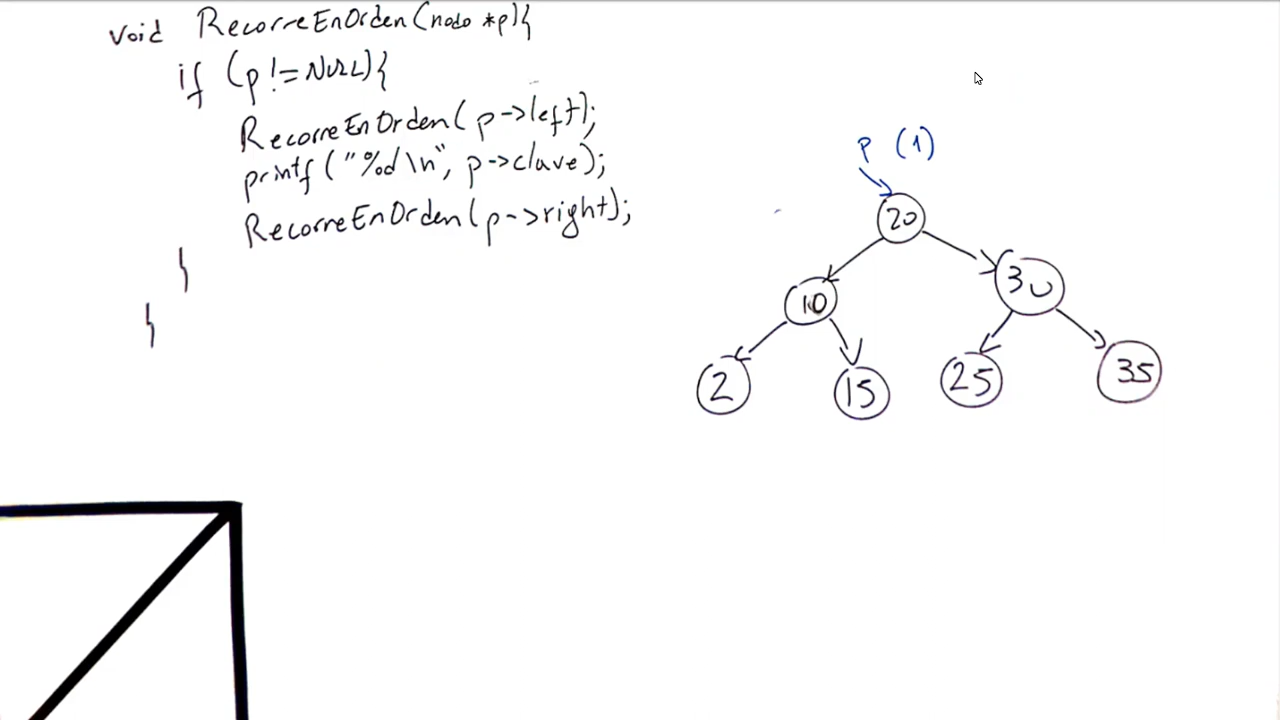 void RecorreEnOrden(nodo *p){
if (p!=NULL){
RecorreEnOrden(p->left);
printf("%d\n", p->clave);
RecorreEnOrden(p->right);
}
}
p (1)
20
10
30
2
15
25
35